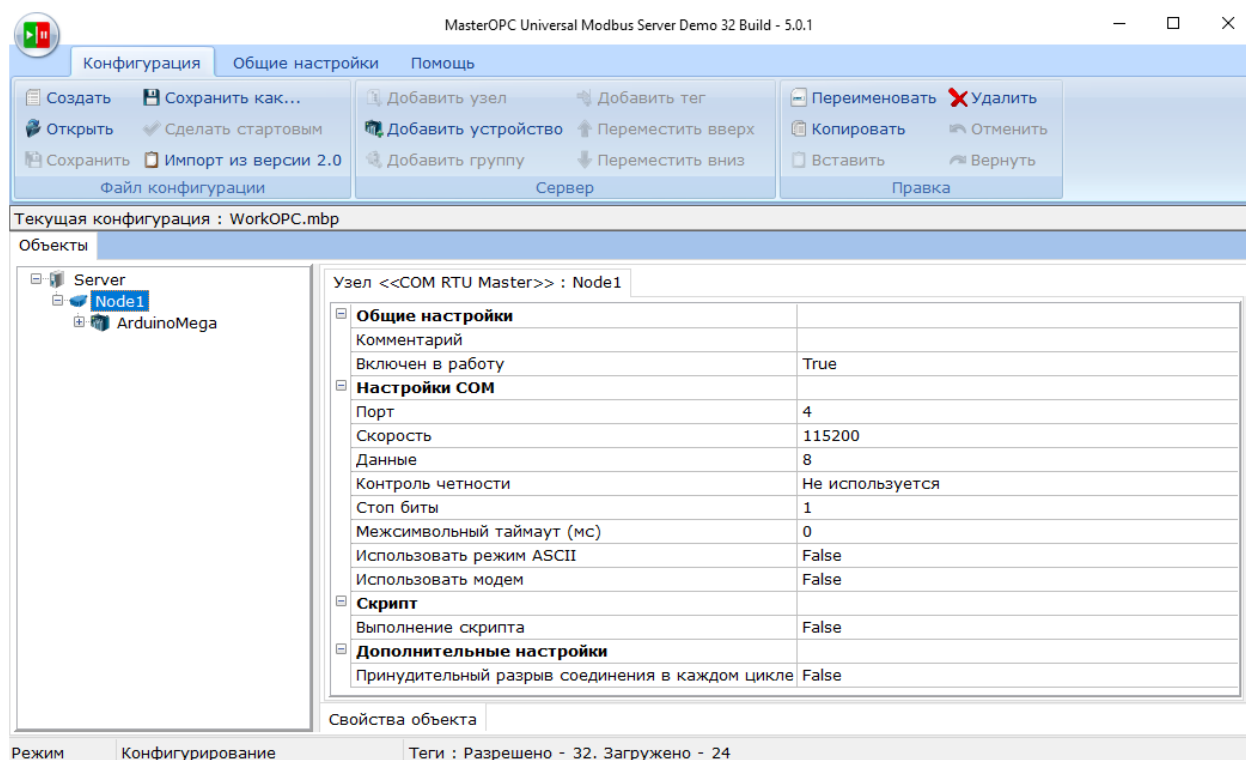 MasterOPC Universal Modbus Server Demo 32 Build - 5.0.1
Конфигурация Общие настройки Помощь
Создать Сохранить как... Добавить узел Добавить тег Переименовать Удалить
Открыть Сделать стартовым Добавить устройство Переместить вверх Копировать Отменить
Сохранить Импорт из версии 2.0 Добавить группу Переместить вниз Вставить Вернуть
Файл конфигурации Сервер Правка
Текущая конфигурация : WorkOPC.mbp
Объекты
Server
Node1
ArduinoMega
Узел <<COM RTU Master>> : Node1
Общие настройки
Комментарий
Включен в работу True
Настройки COM
Порт 4
Скорость 115200
Данные 8
Контроль четности Не используется
Стоп биты 1
Межсимвольный таймаут (мс) 0
Использовать режим ASCII False
Использовать модем False
Скрипт
Выполнение скрипта False
Дополнительные настройки
Принудительный разрыв соединения в каждом цикле False
Свойства объекта
Режим Конфигурирование Теги : Разрешено - 32. Загружено - 24